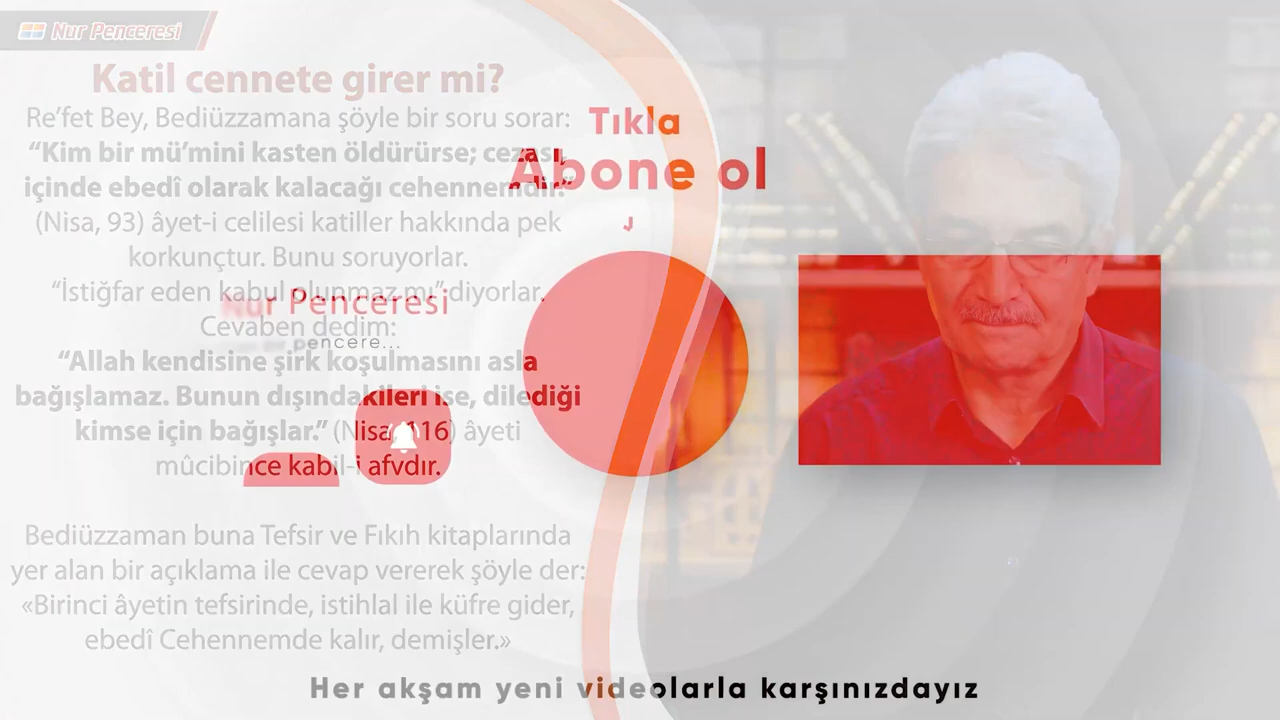 Nur Penceresi
Katil cennete girer mi?
Re'fet Bey, Bediüzzamana şöyle bir soru sorar:
“Kim bir mü'mini kasten öldürürse; cezası,
içinde ebedî olarak kalacağı cehennemdir.”
(Nisa, 93) âyet-i celilesi katiller hakkında pek
korkunçtur. Bunu soruyorlar.
“İstiğfar eden kabul olunmaz mı” diyorlar.
Cevaben dedim:
“Allah kendisine şirk koşulmasını asla
bağışlamaz. Bunun dışındakileri ise, dilediği
kimse için bağışlar.” (Nisa, 116) âyeti
mûcibince kabil-i afvdır.
Bediüzzaman buna Tefsir ve Fıkıh kitaplarında
yer alan bir açıklama ile cevap vererek şöyle der:
«Birinci âyetin tefsirinde, istihlal ile küfre gider,
ebedî Cehennemde kalır, demişler.»
Tıkla
Abone ol
Nur Penceresi
pencere...
Her akşam yeni videolarla karşınızdayız